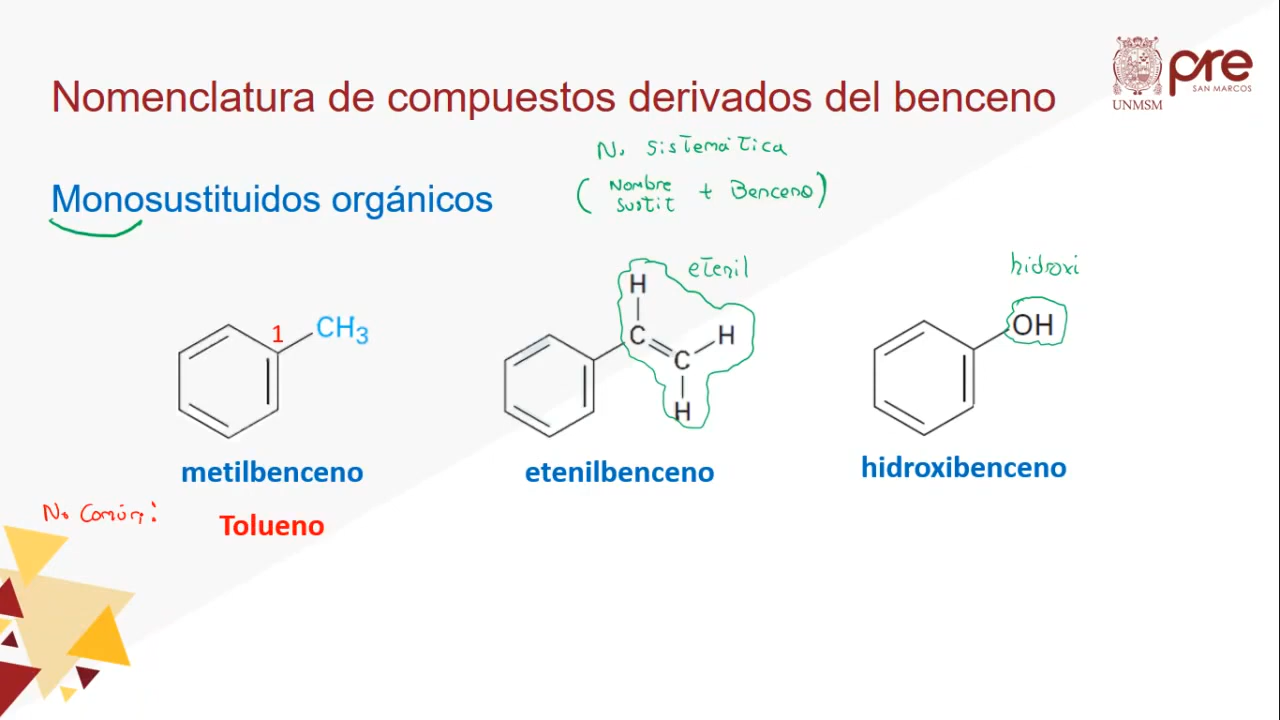 pre
SAN MARCOS
UNMSM
Nomenclatura de compuestos derivados del benceno
N. Sistemática
Monosustituidos orgánicos
(Nombre sustit + Benceno)
etenil
hidroxi
H
1
CH3
C
H
OH
C
H
metilbenceno
etenilbenceno
hidroxibenceno
N. Común:
Tolueno